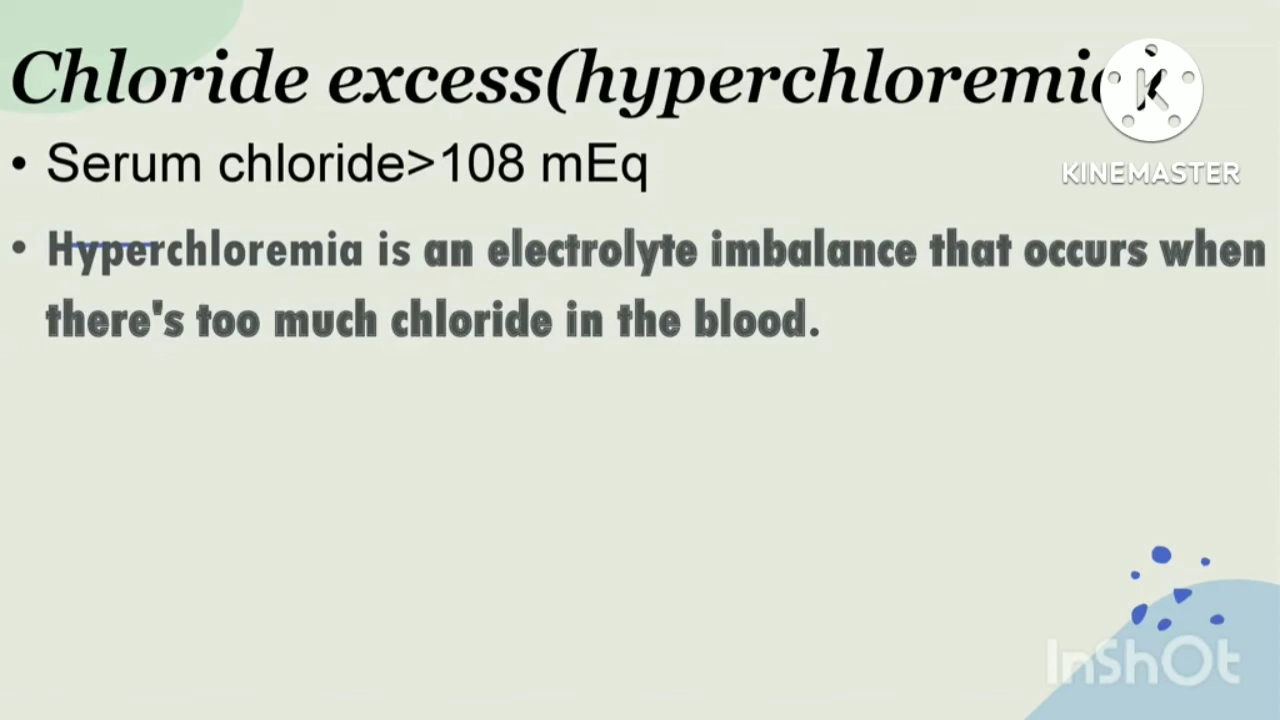 Chloride excess(hyperchloremia)
• Serum chloride>108 mEq
• Hyperchloremia is an electrolyte imbalance that occurs when
there's too much chloride in the blood.
K
KINEMASTER
InShOt